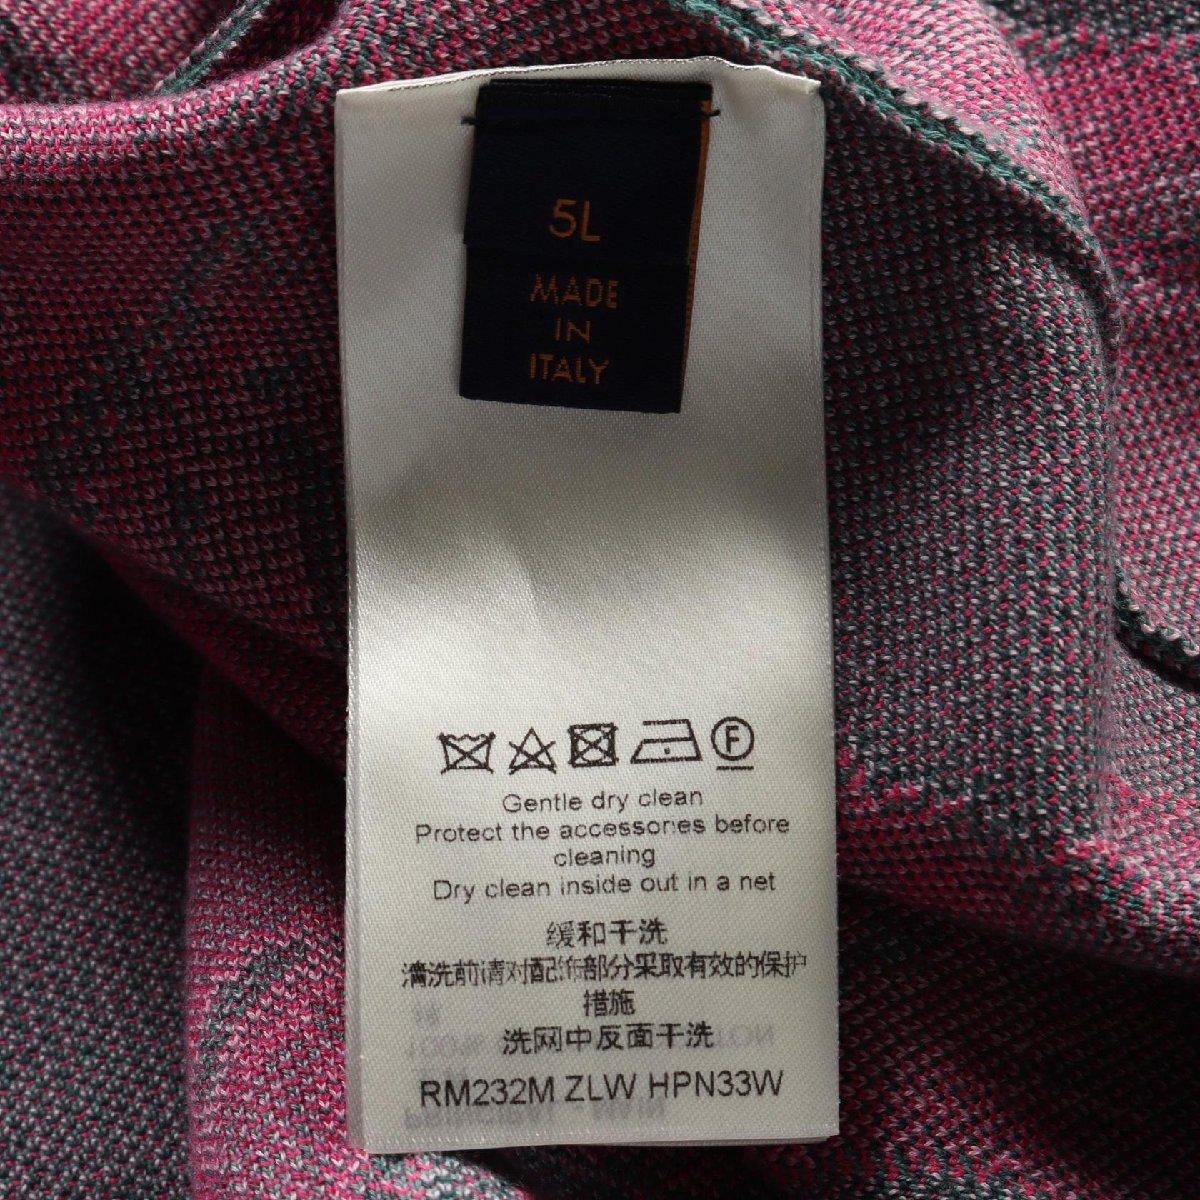 5L
MADE
IN
ITALY
F
Gentle dry clean
Protect the accessories before
cleaning
Dry clean inside out in a net
缓和干洗
清洗前请对配饰部分采取有效的保护
措施
洗网中反面干洗
RM232M ZLW HPN33W